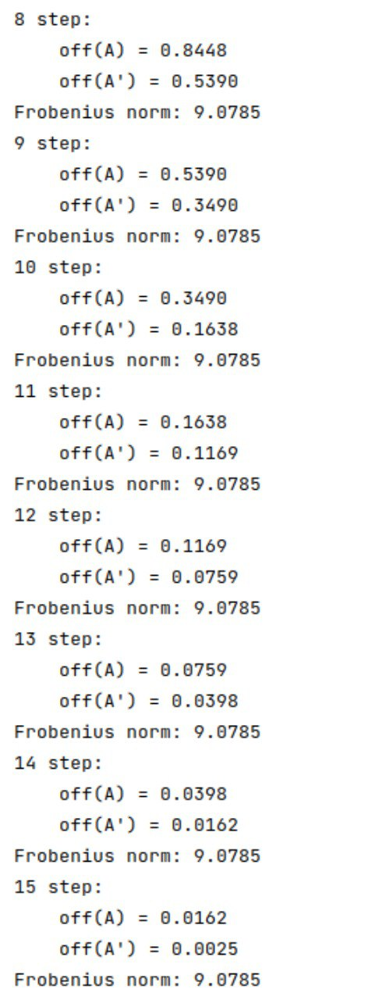 8 step:
    off(A) = 0.8448
    off(A') = 0.5390
Frobenius norm: 9.0785
9 step:
    off(A) = 0.5390
    off(A') = 0.3490
Frobenius norm: 9.0785
10 step:
    off(A) = 0.3490
    off(A') = 0.1638
Frobenius norm: 9.0785
11 step:
    off(A) = 0.1638
    off(A') = 0.1169
Frobenius norm: 9.0785
12 step:
    off(A) = 0.1169
    off(A') = 0.0759
Frobenius norm: 9.0785
13 step:
    off(A) = 0.0759
    off(A') = 0.0398
Frobenius norm: 9.0785
14 step:
    off(A) = 0.0398
    off(A') = 0.0162
Frobenius norm: 9.0785
15 step:
    off(A) = 0.0162
    off(A') = 0.0025
Frobenius norm: 9.0785